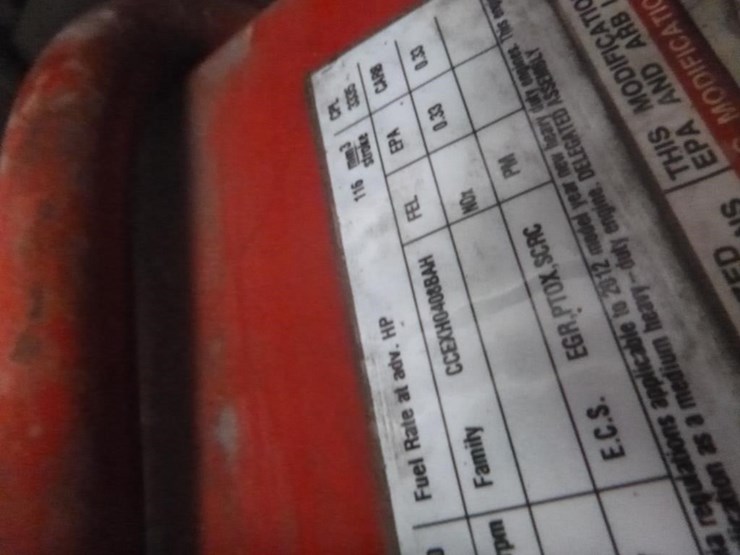 CPL 3335
Fuel Rate at adv. HP 116 mm3 stroke
FEL EPA CARB
Family CCEXH0408BAH NOx 0.33 0.33
PM
E.C.S. EGR, PTOX, SCRC
regulations applicable to 2012 model year new heavy duty engines. This
as a medium heavy-duty engine. DELEGATED ASSEMBLY.
THIS MODIFICATION
EPA AND ARB
MODIFICATIO